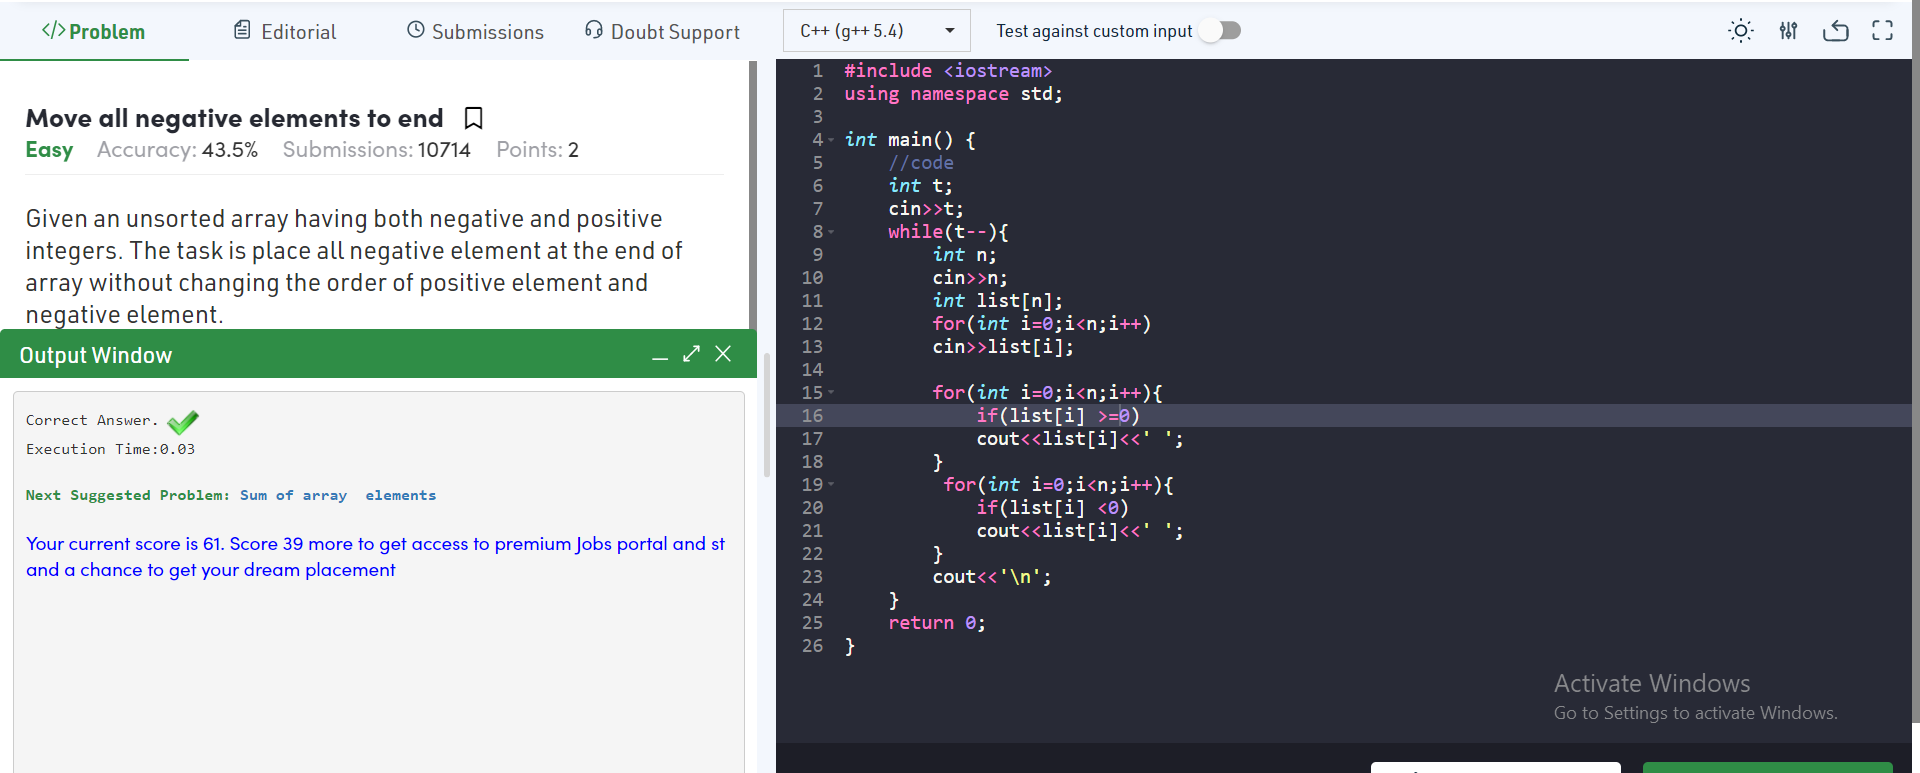 </> Problem
Editorial
Submissions
Doubt Support
C++ (g++ 5.4)
Test against custom input
Move all negative elements to end
Easy Accuracy: 43.5% Submissions: 10714 Points: 2
Given an unsorted array having both negative and positive
integers. The task is place all negative element at the end of
array without changing the order of positive element and
negative element.
Output Window
Correct Answer.
Execution Time:0.03
Next Suggested Problem: Sum of array  elements
Your current score is 61. Score 39 more to get access to premium Jobs portal and st
and a chance to get your dream placement
1 #include <iostream>
2 using namespace std;
3
4 int main() {
5     //code
6     int t;
7     cin>>t;
8     while(t--){
9         int n;
10         cin>>n;
11         int list[n];
12         for(int i=0;i<n;i++)
13         cin>>list[i];
14
15         for(int i=0;i<n;i++){
16             if(list[i] >=0)
17             cout<<list[i]<<' ';
18         }
19          for(int i=0;i<n;i++){
20             if(list[i] <0)
21             cout<<list[i]<<' ';
22         }
23         cout<<'\n';
24     }
25     return 0;
26 }
Activate Windows
Go to Settings to activate Windows.